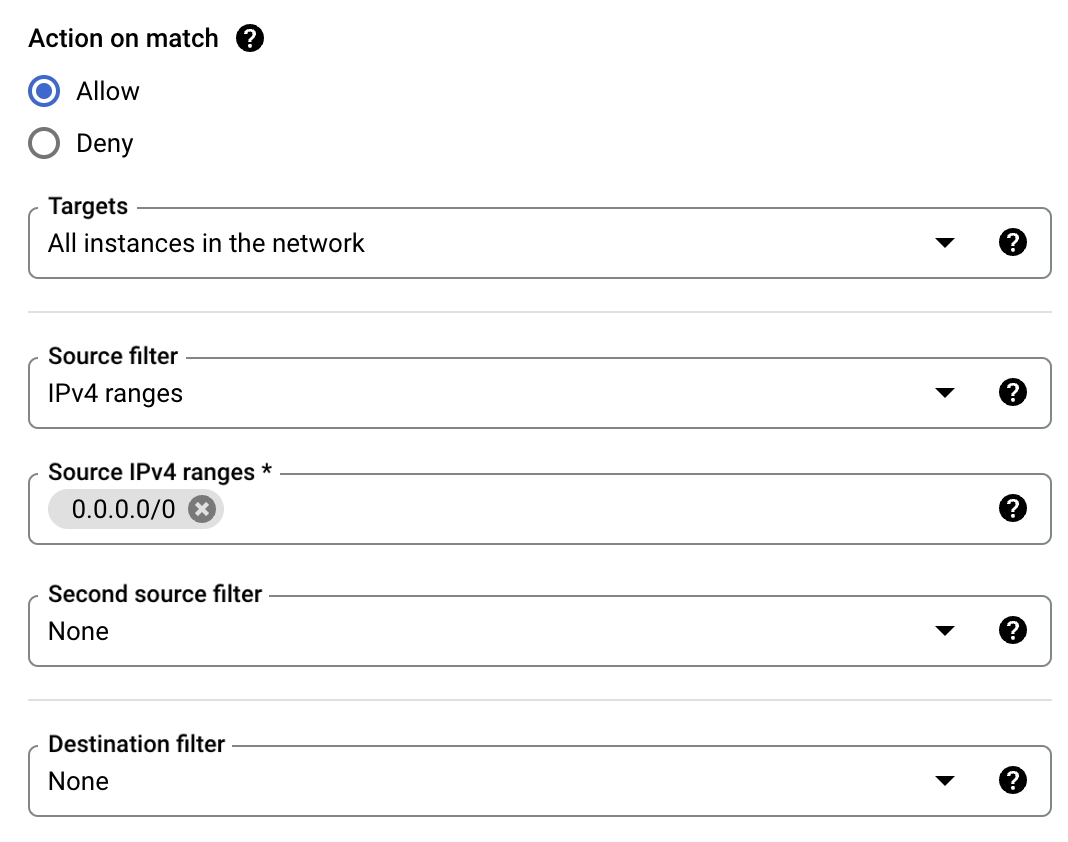 Action on match
Allow
Deny
Targets
All instances in the network
Source filter
IPv4 ranges
Source IPv4 ranges *
0.0.0.0/0
Second source filter
None
Destination filter
None